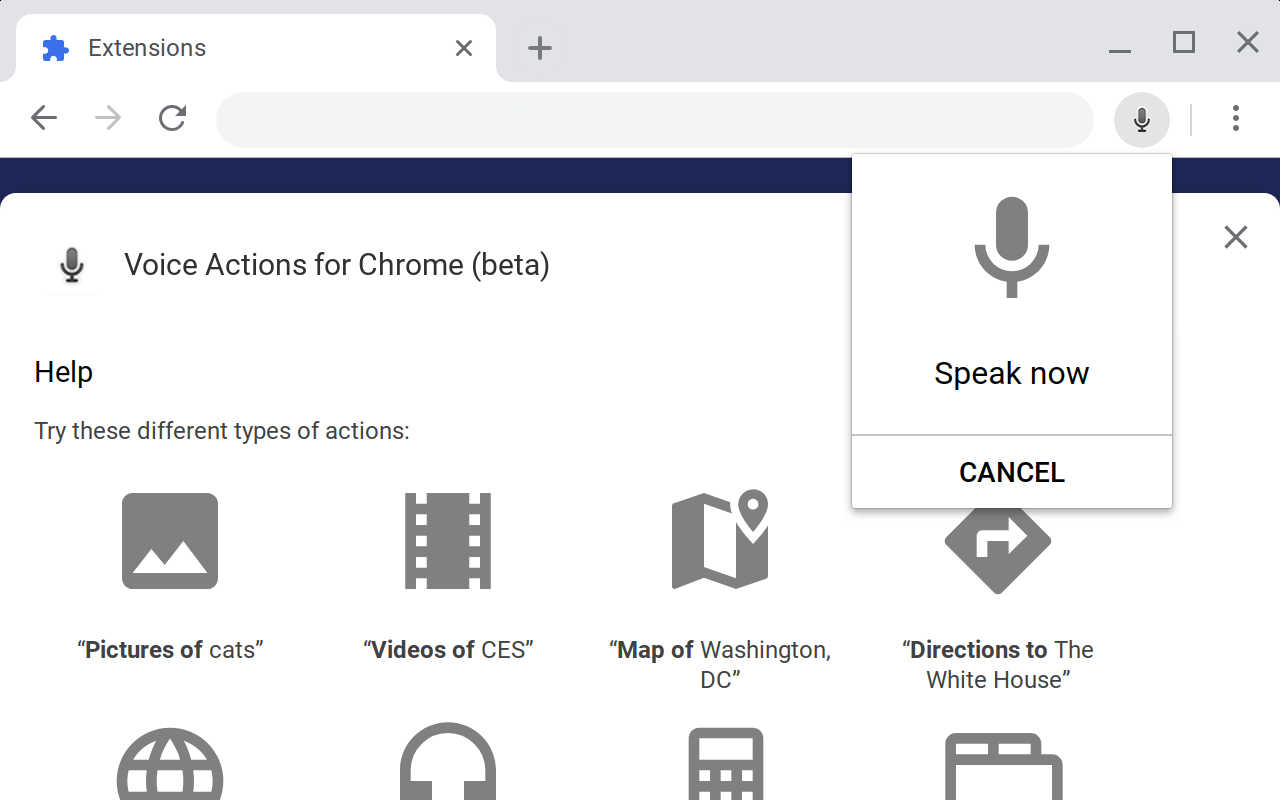 Extensions
Voice Actions for Chrome (beta)
Speak now
CANCEL
Help
Try these different types of actions:
“Pictures of cats”
“Videos of CES”
“Map of Washington,
DC”
“Directions to The
White House”